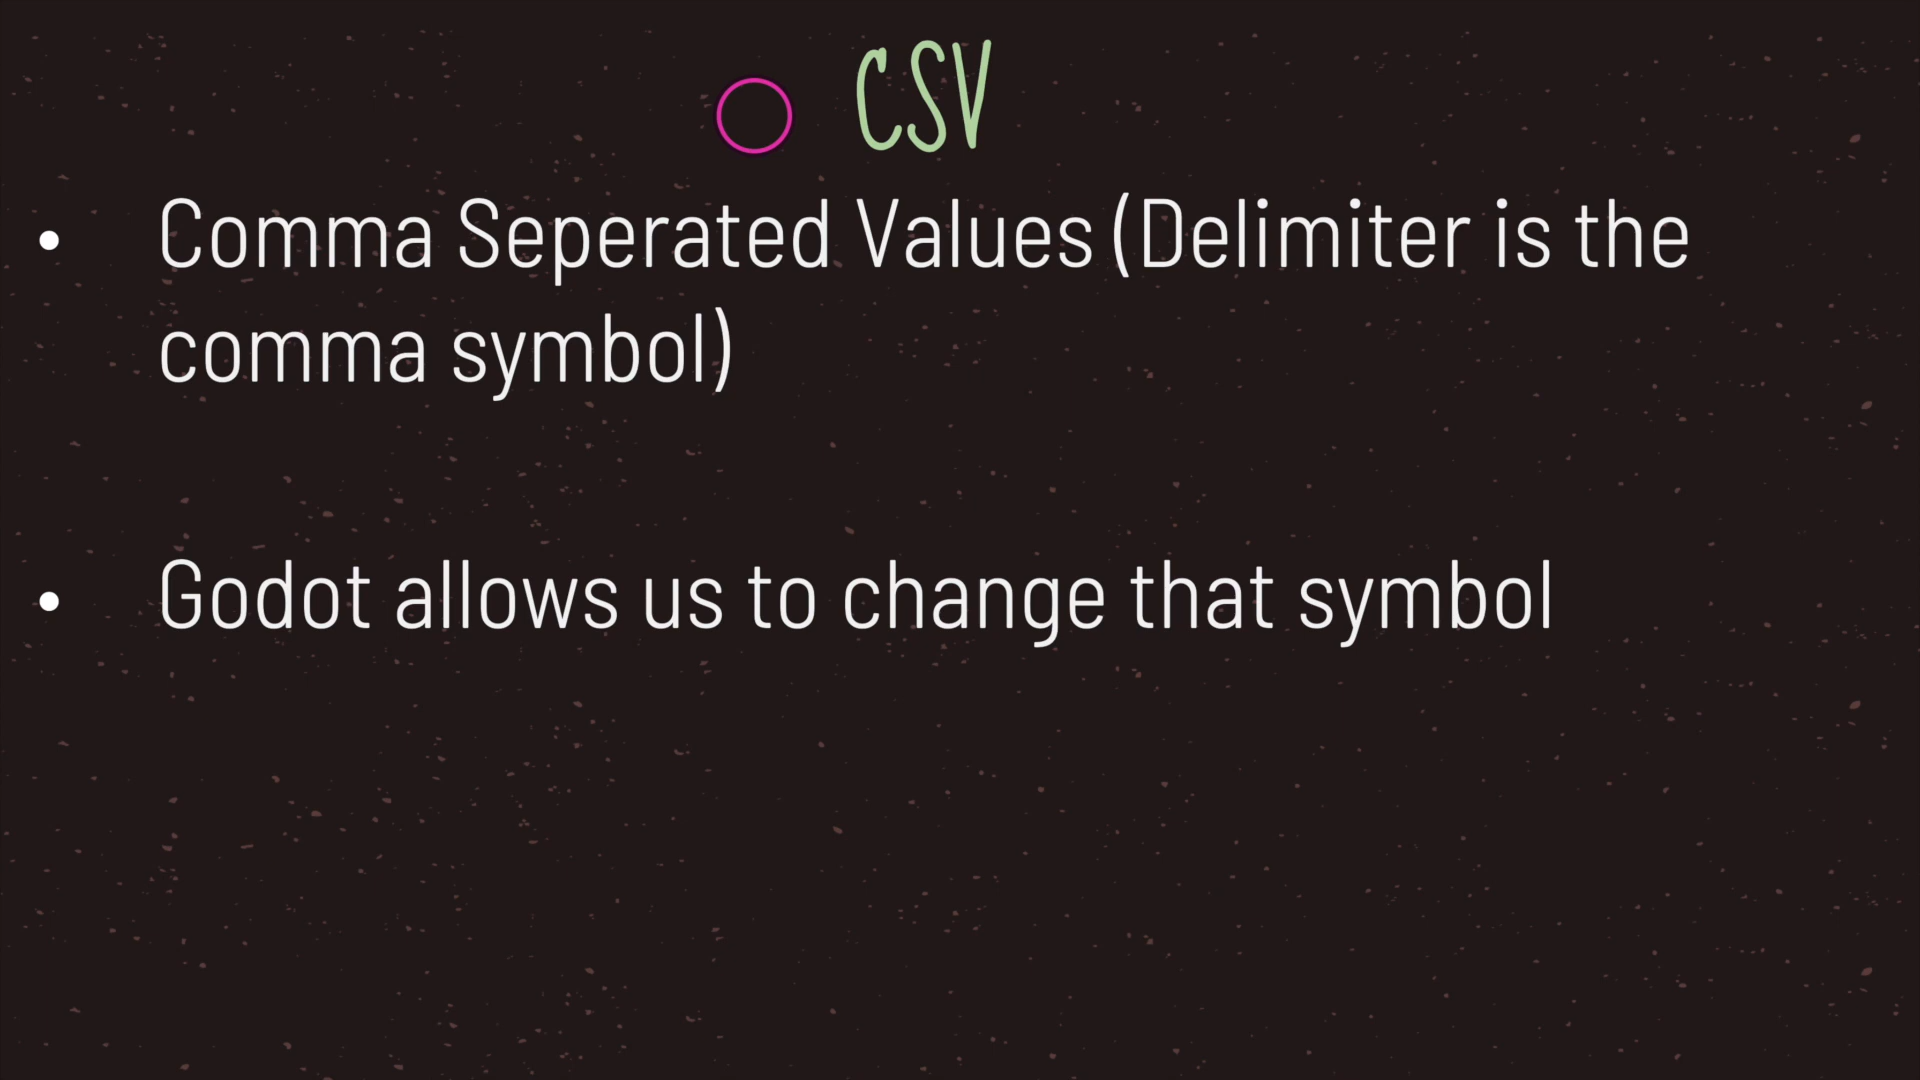 CSV
• Comma Seperated Values (Delimiter is the
comma symbol)
• Godot allows us to change that symbol